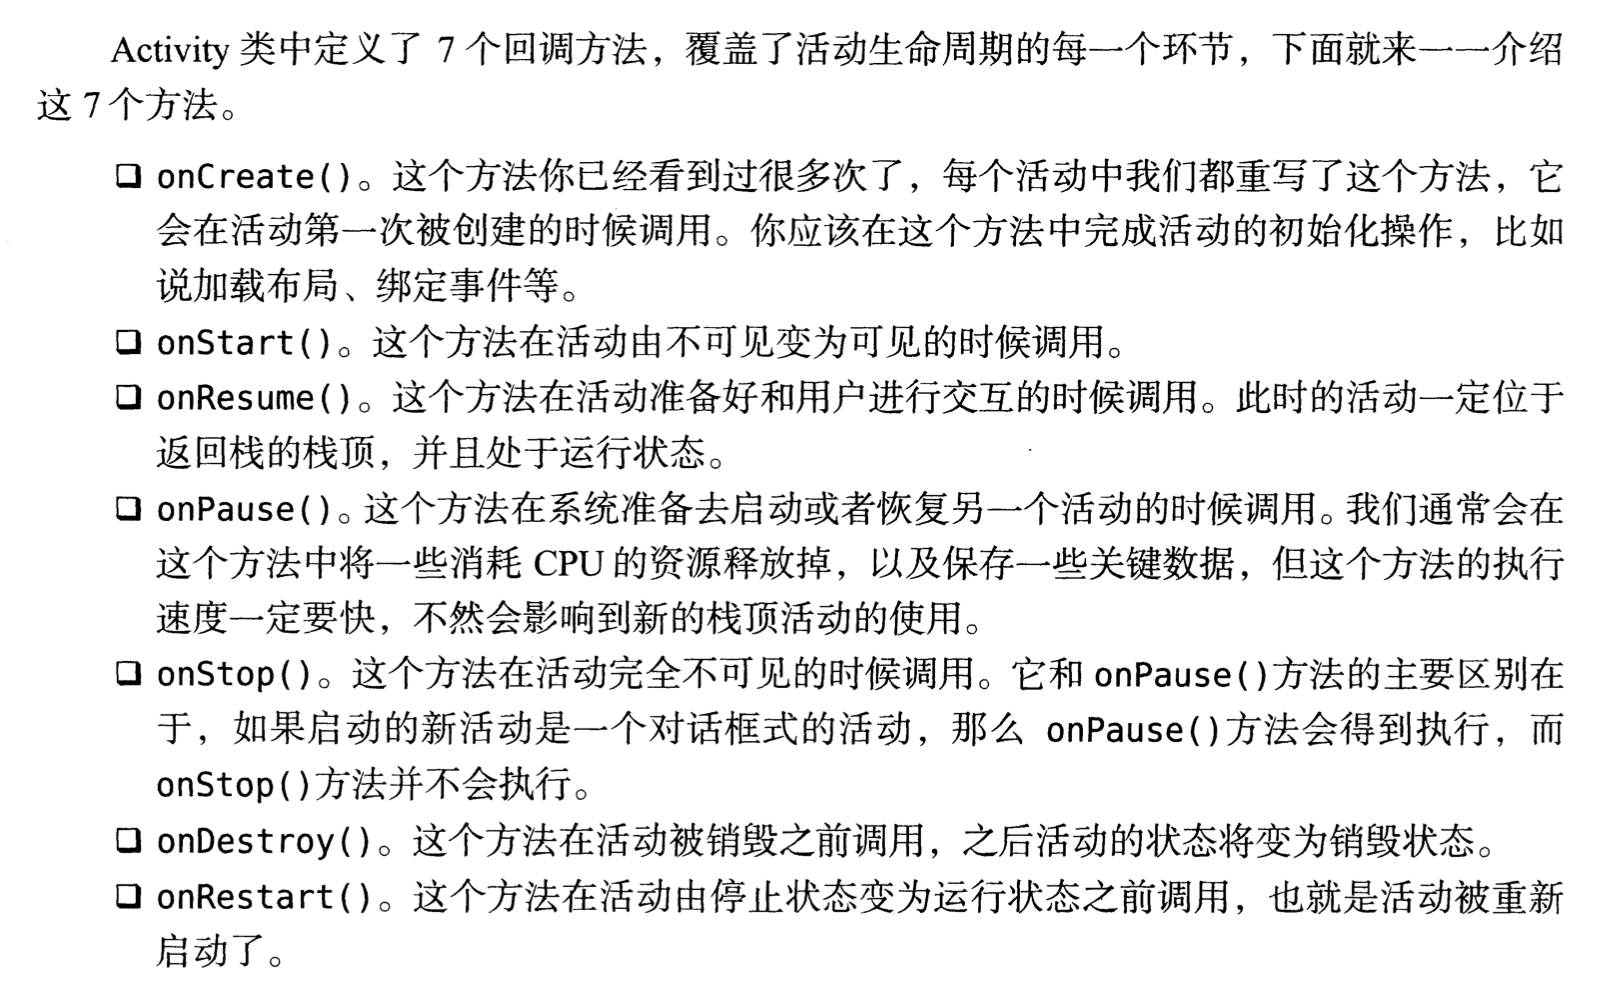 Activity 类中定义了 7 个回调方法，覆盖了活动生命周期的每一个环节，下面就来一一介绍
这 7 个方法。
❑ onCreate()。这个方法你已经看到过很多次了，每个活动中我们都重写了这个方法，它
会在活动第一次被创建的时候调用。你应该在这个方法中完成活动的初始化操作，比如
说加载布局、绑定事件等。
❑ onStart()。这个方法在活动由不可见变为可见的时候调用。
❑ onResume()。这个方法在活动准备好和用户进行交互的时候调用。此时的活动一定位于
返回栈的栈顶，并且处于运行状态。
❑ onPause()。这个方法在系统准备去启动或者恢复另一个活动的时候调用。我们通常会在
这个方法中将一些消耗 CPU 的资源释放掉，以及保存一些关键数据，但这个方法的执行
速度一定要快，不然会影响到新的栈顶活动的使用。
❑ onStop()。这个方法在活动完全不可见的时候调用。它和 onPause()方法的主要区别在
于，如果启动的新活动是一个对话框式的活动，那么 onPause()方法会得到执行，而
onStop()方法并不会执行。
❑ onDestroy()。这个方法在活动被销毁之前调用，之后活动的状态将变为销毁状态。
❑ onRestart()。这个方法在活动由停止状态变为运行状态之前调用，也就是活动被重新
启动了。